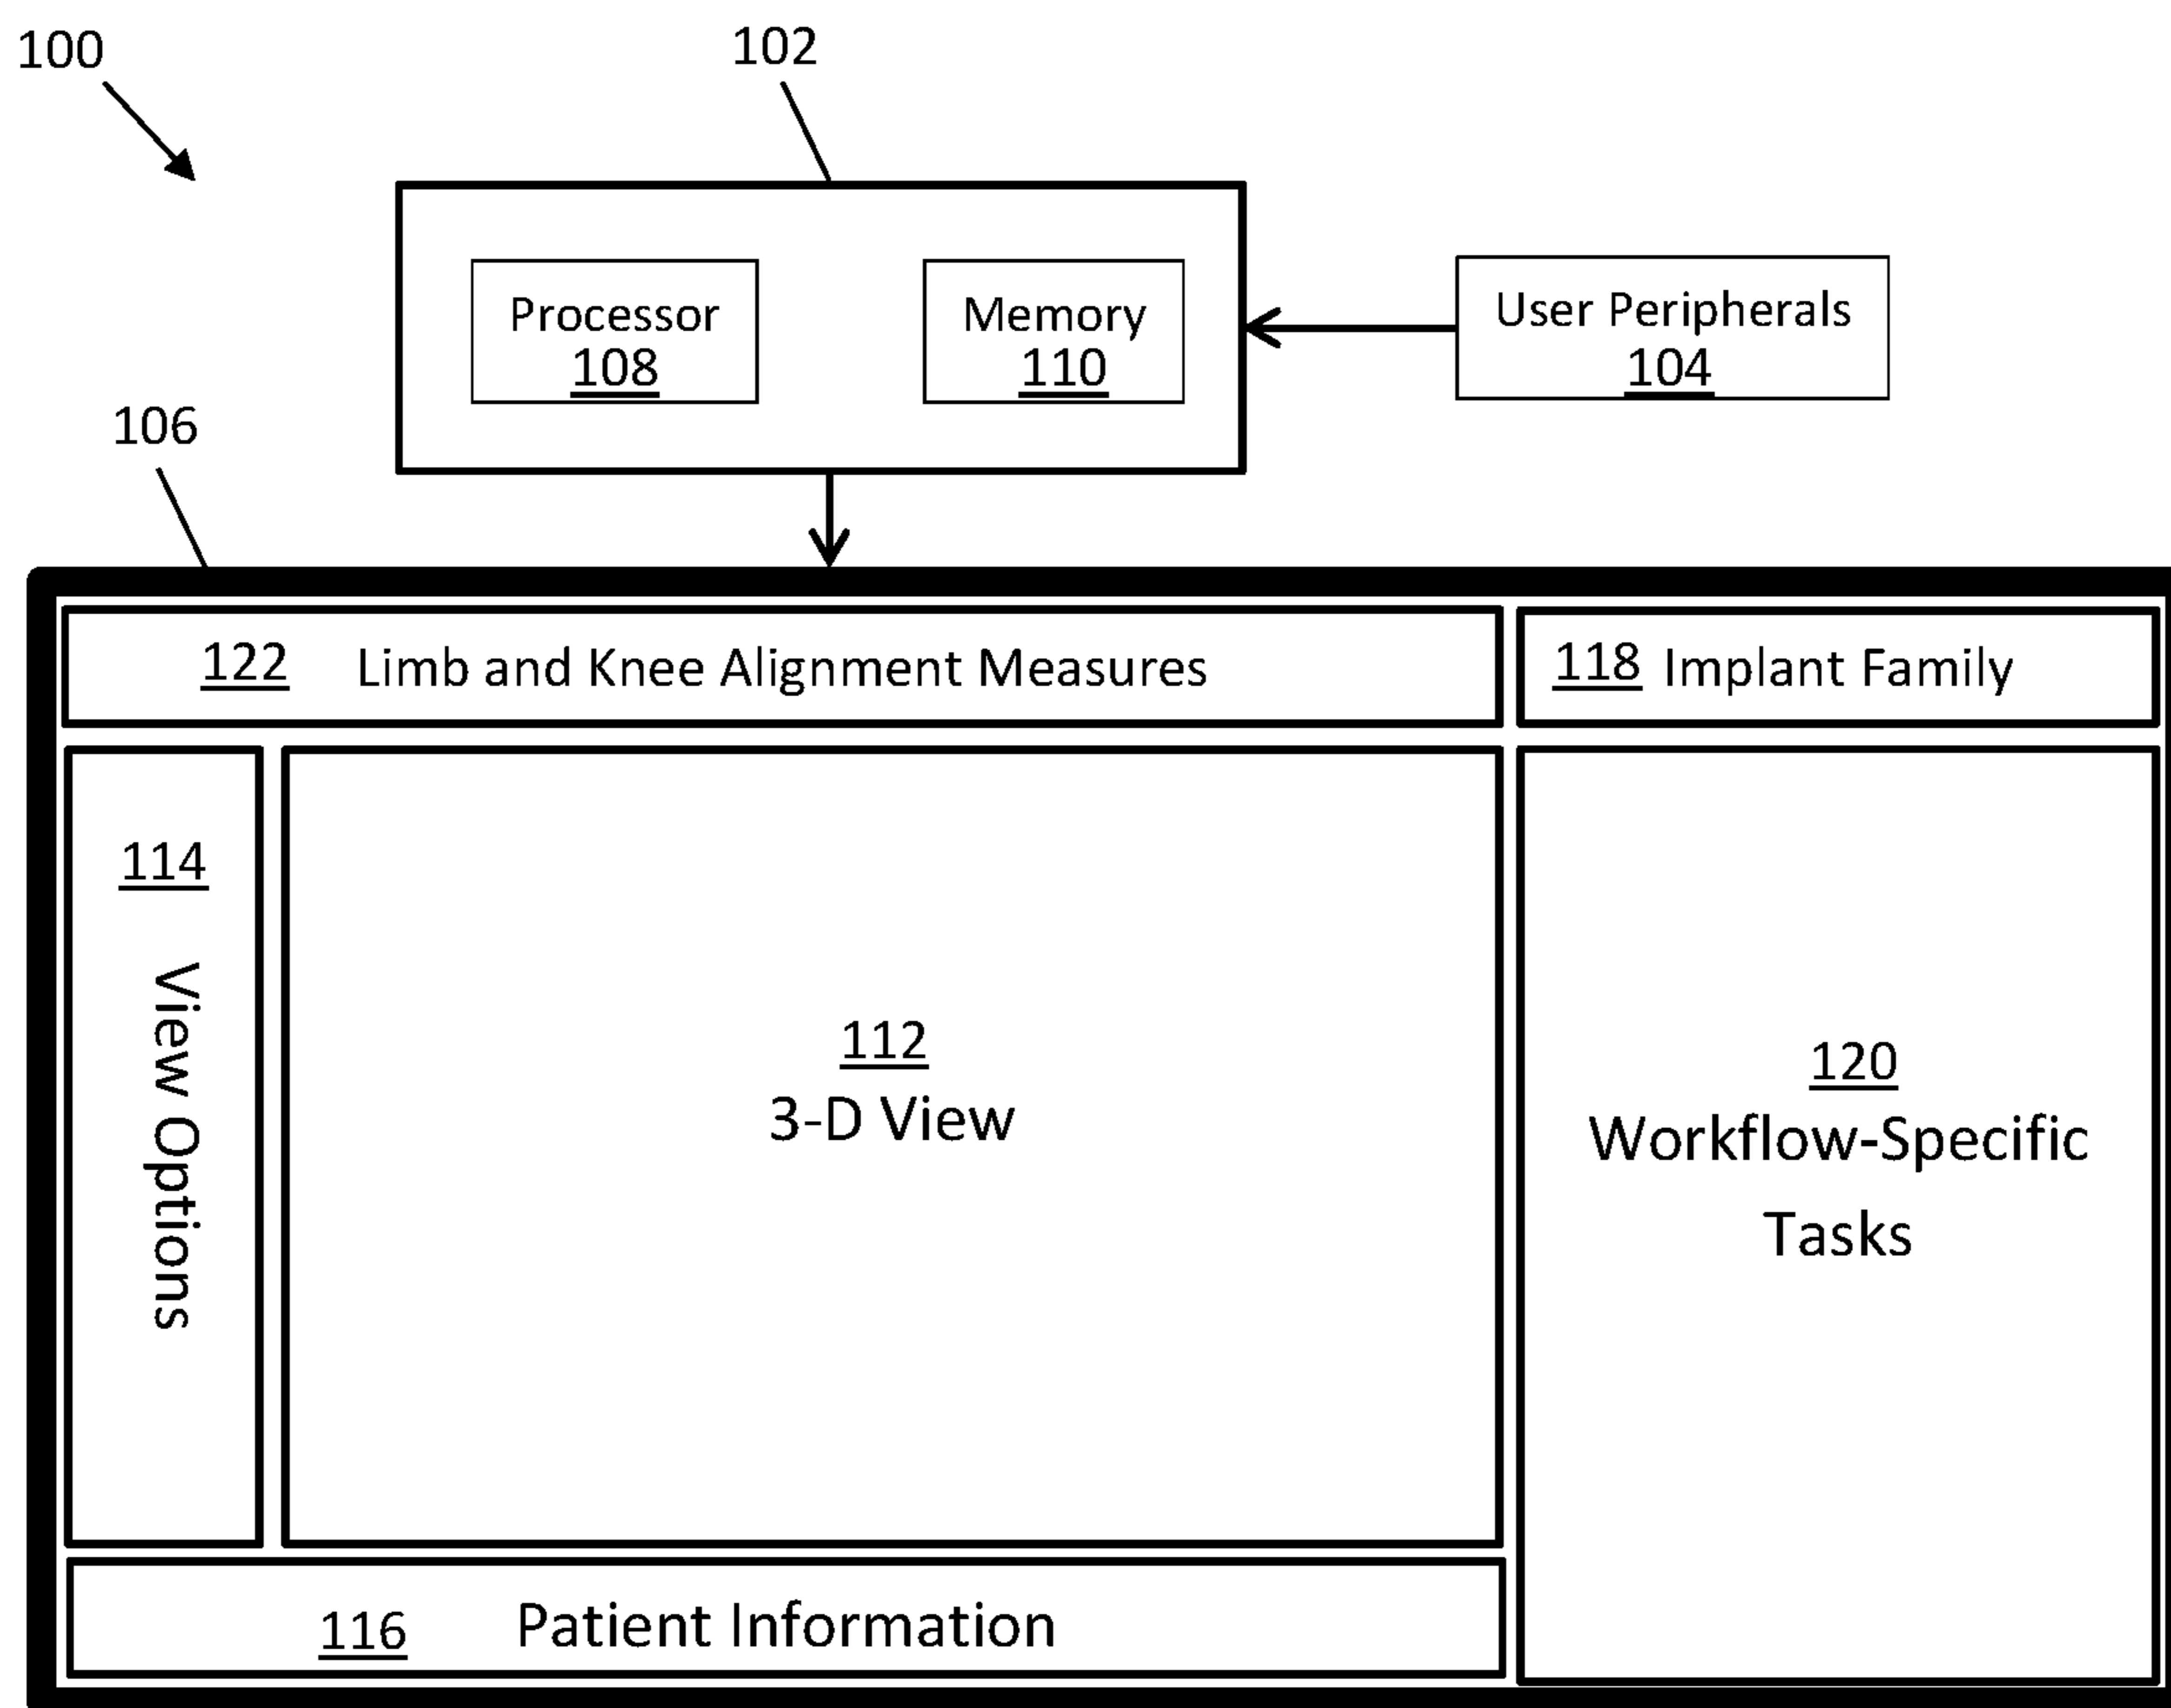 100
102
Processor
108
Memory
110
User Peripherals
104
106
122 Limb and Knee Alignment Measures
118 Implant Family
114
View Options
112
3-D View
120
Workflow-Specific
Tasks
116 Patient Information